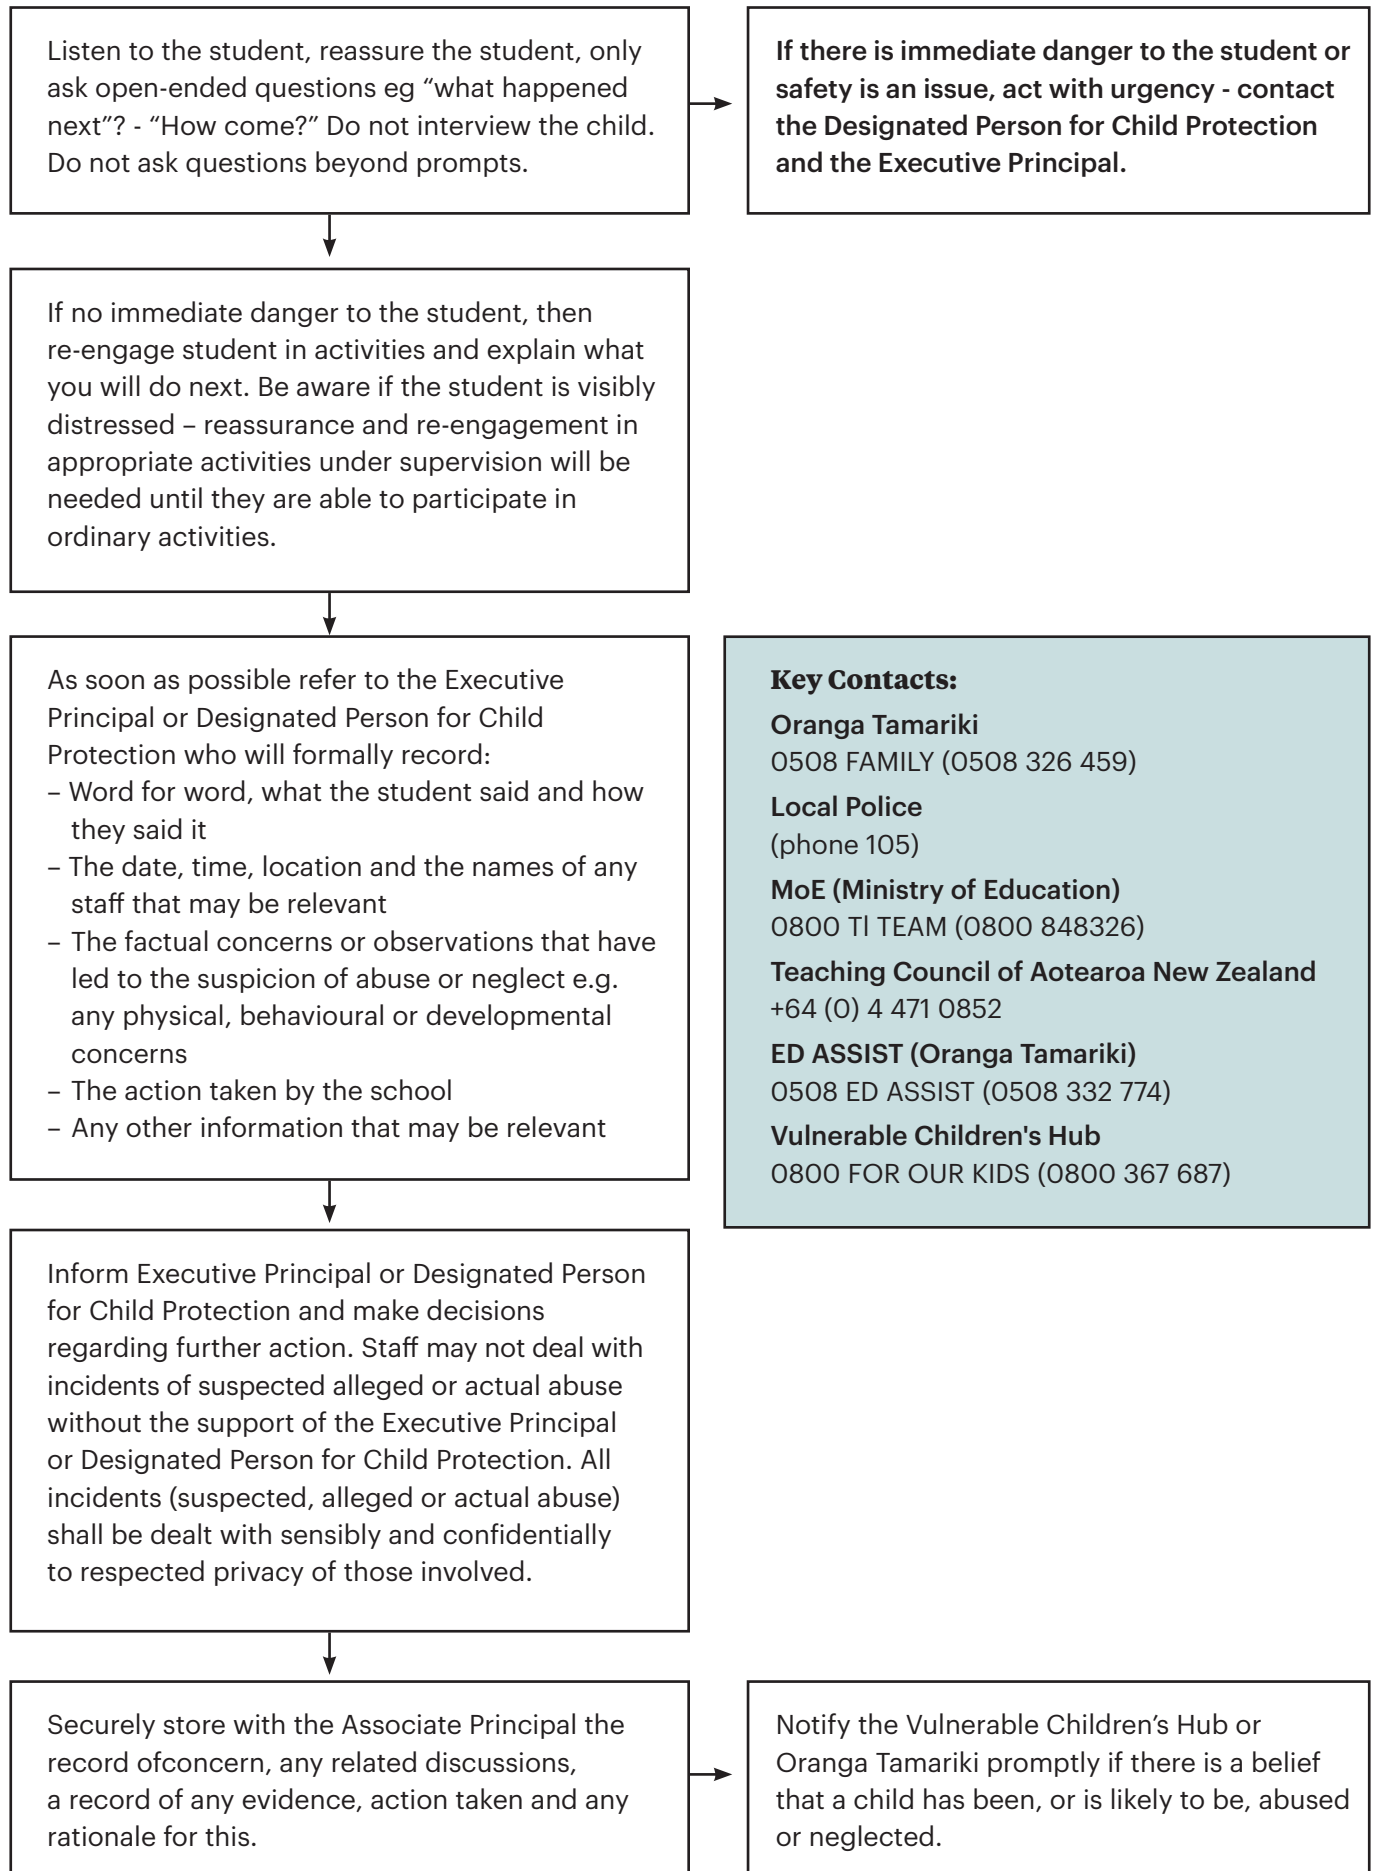 Listen to the student, reassure the student, only
ask open-ended questions eg “what happened
next”? - “How come?” Do not interview the child.
Do not ask questions beyond prompts.
If there is immediate danger to the student or
safety is an issue, act with urgency - contact
the Designated Person for Child Protection
and the Executive Principal.
If no immediate danger to the student, then
re-engage student in activities and explain what
you will do next. Be aware if the student is visibly
distressed – reassurance and re-engagement in
appropriate activities under supervision will be
needed until they are able to participate in
ordinary activities.
As soon as possible refer to the Executive
Principal or Designated Person for Child
Protection who will formally record:
– Word for word, what the student said and how
they said it
– The date, time, location and the names of any
staff that may be relevant
– The factual concerns or observations that have
led to the suspicion of abuse or neglect e.g.
any physical, behavioural or developmental
concerns
– The action taken by the school
– Any other information that may be relevant
Key Contacts:
Oranga Tamariki
0508 FAMILY (0508 326 459)
Local Police
(phone 105)
MoE (Ministry of Education)
0800 TI TEAM (0800 848326)
Teaching Council of Aotearoa New Zealand
+64 (0) 4 471 0852
ED ASSIST (Oranga Tamariki)
0508 ED ASSIST (0508 332 774)
Vulnerable Children's Hub
0800 FOR OUR KIDS (0800 367 687)
Inform Executive Principal or Designated Person
for Child Protection and make decisions
regarding further action. Staff may not deal with
incidents of suspected alleged or actual abuse
without the support of the Executive Principal
or Designated Person for Child Protection. All
incidents (suspected, alleged or actual abuse)
shall be dealt with sensibly and confidentially
to respected privacy of those involved.
Securely store with the Associate Principal the
record ofconcern, any related discussions,
a record of any evidence, action taken and any
rationale for this.
Notify the Vulnerable Children’s Hub or
Oranga Tamariki promptly if there is a belief
that a child has been, or is likely to be, abused
or neglected.